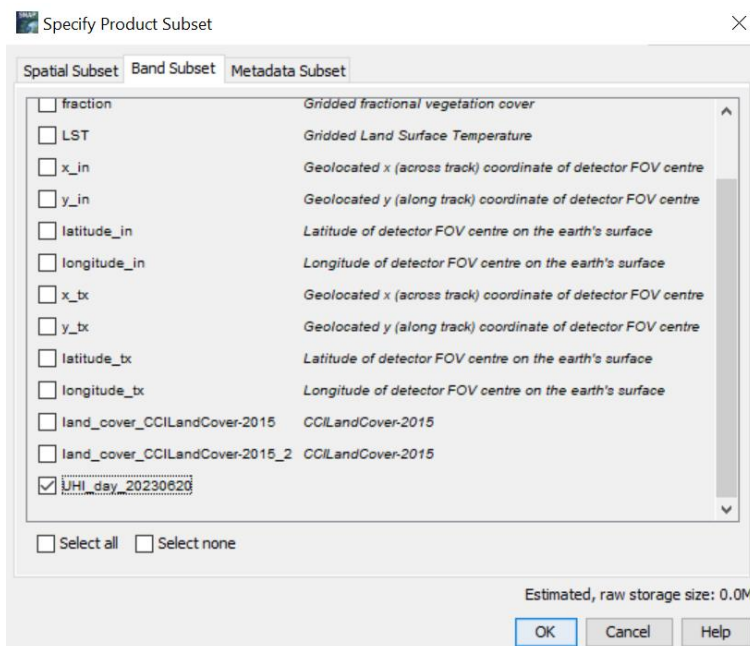 Specify Product Subset
Spatial Subset Band Subset Metadata Subset
fraction Gridded fractional vegetation cover
LST Gridded Land Surface Temperature
x_in Geolocated x (across track) coordinate of detector FOV centre
y_in Geolocated y (along track) coordinate of detector FOV centre
latitude_in Latitude of detector FOV centre on the earth's surface
longitude_in Longitude of detector FOV centre on the earth's surface
x_tx Geolocated x (across track) coordinate of detector FOV centre
y_tx Geolocated y (along track) coordinate of detector FOV centre
latitude_tx Latitude of detector FOV centre on the earth's surface
longitude_tx Longitude of detector FOV centre on the earth's surface
land_cover_CCILandCover-2015 CCILandCover-2015
land_cover_CCILandCover-2015_2 CCILandCover-2015
UHI_day_20230620
Select all Select none
Estimated, raw storage size: 0.0M
OK Cancel Help